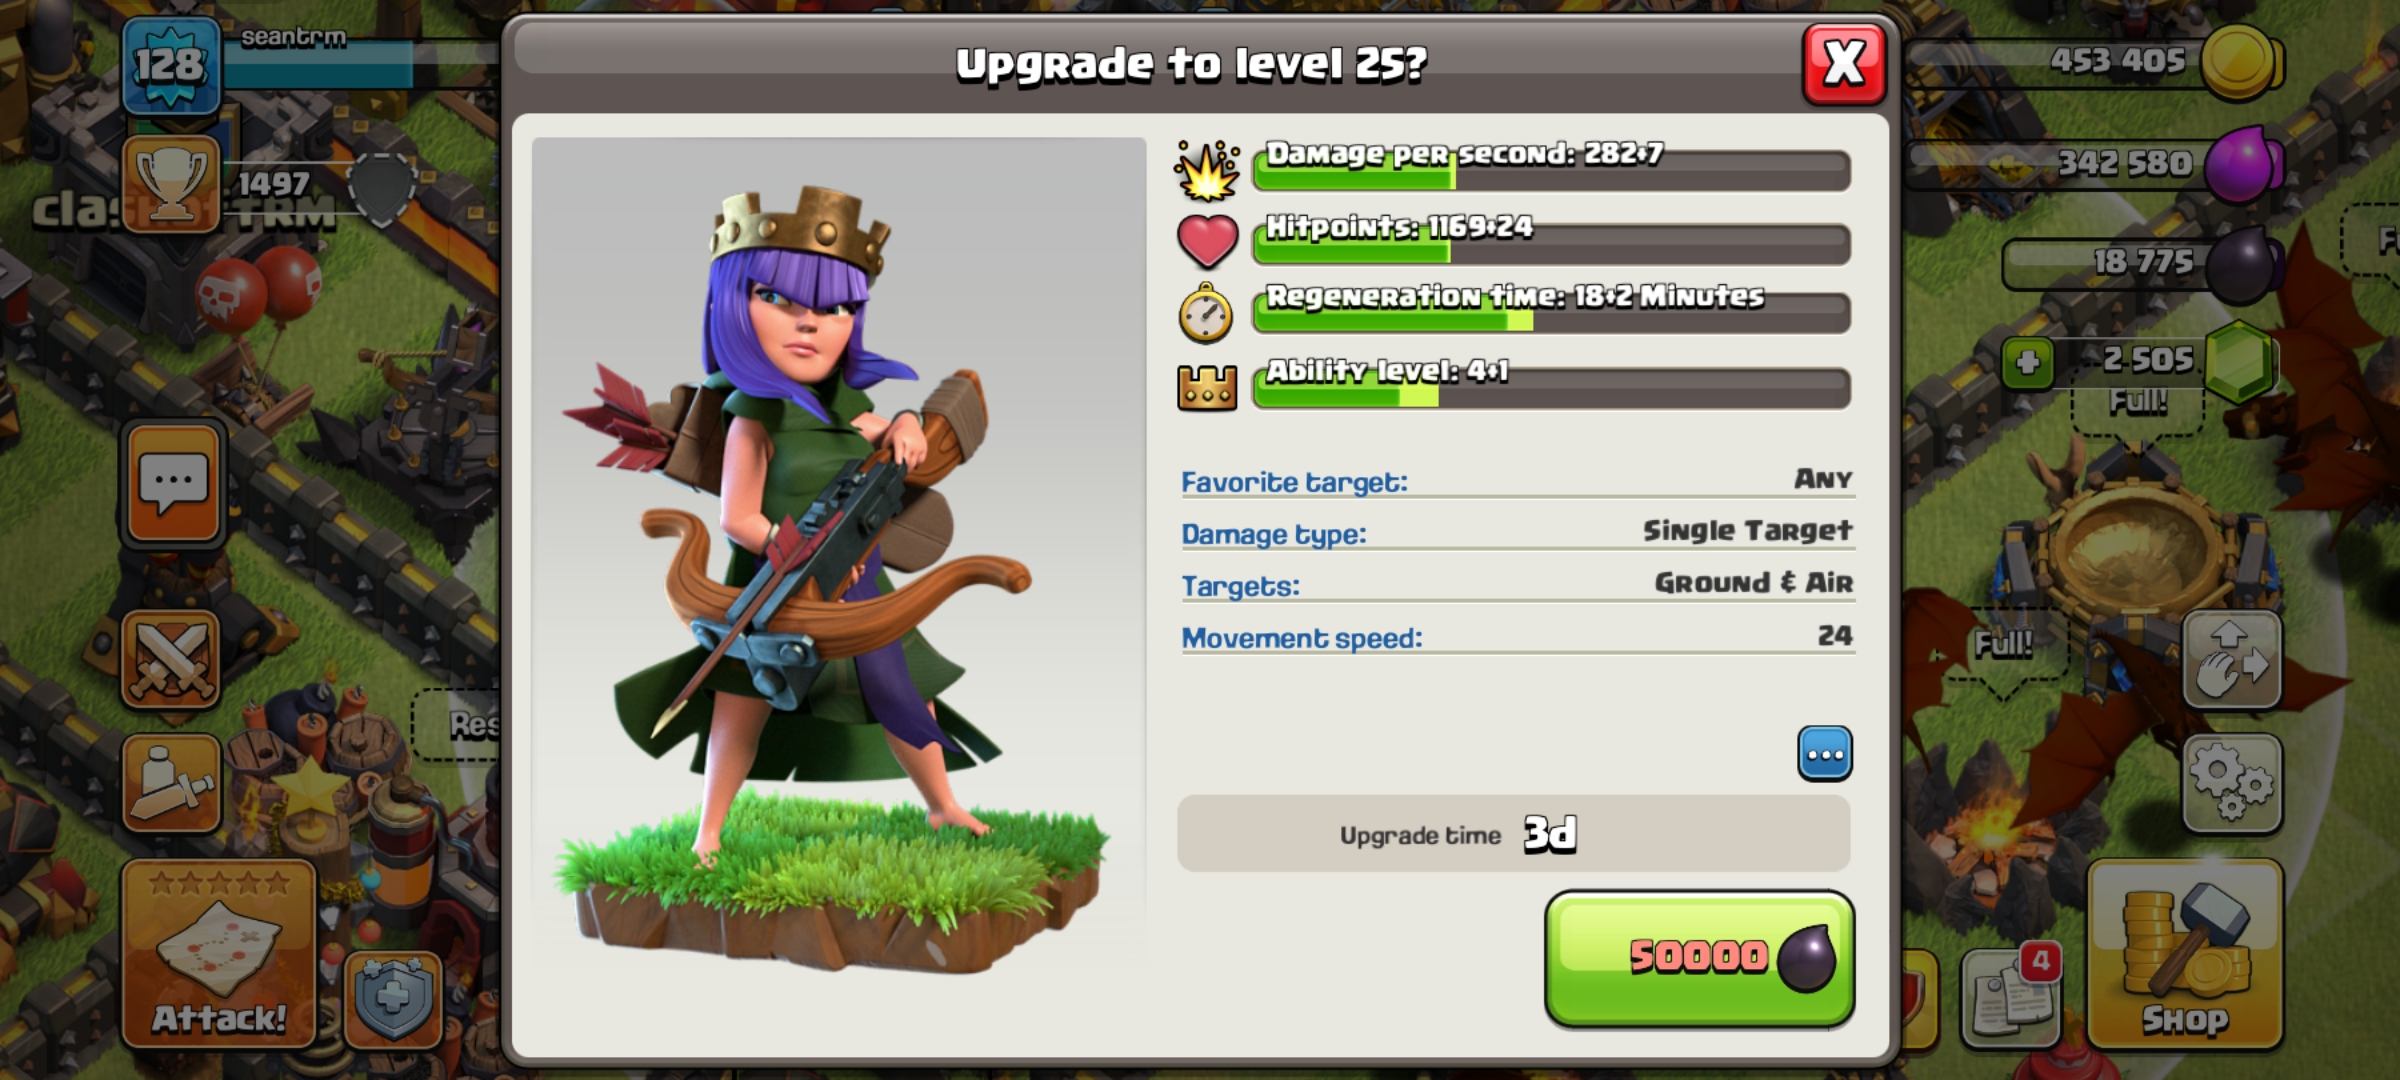 128
seantrm
Upgrade to level 25?
X
453 405
1497
342 580
18 775
2 505
Full!
Damage per second: 282+7
Hitpoints: 1169+24
Regeneration time: 18+2 Minutes
Ability level: 4+1
Favorite target: Any
Damage type: Single Target
Targets: Ground & Air
Movement speed: 24
Full!
Upgrade time 3d
50000
Attack!
4
Shop